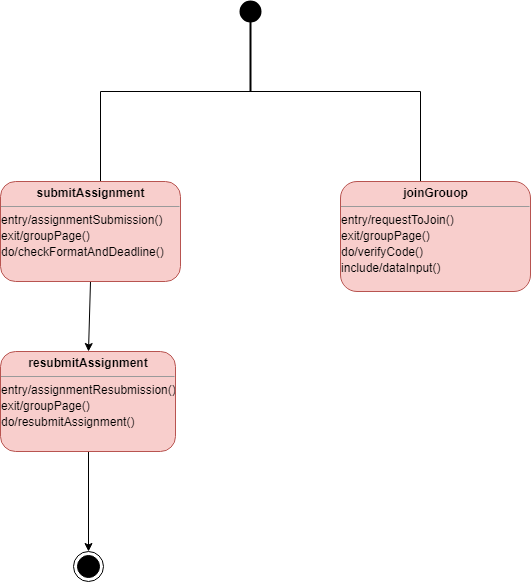 submitAssignment
entry/assignmentSubmission()
exit/groupPage()
do/checkFormatAndDeadline()
joinGrouop
entry/requestToJoin()
exit/groupPage()
do/verifyCode()
include/dataInput()
resubmitAssignment
entry/assignmentResubmission()
exit/groupPage()
do/resubmitAssignment()